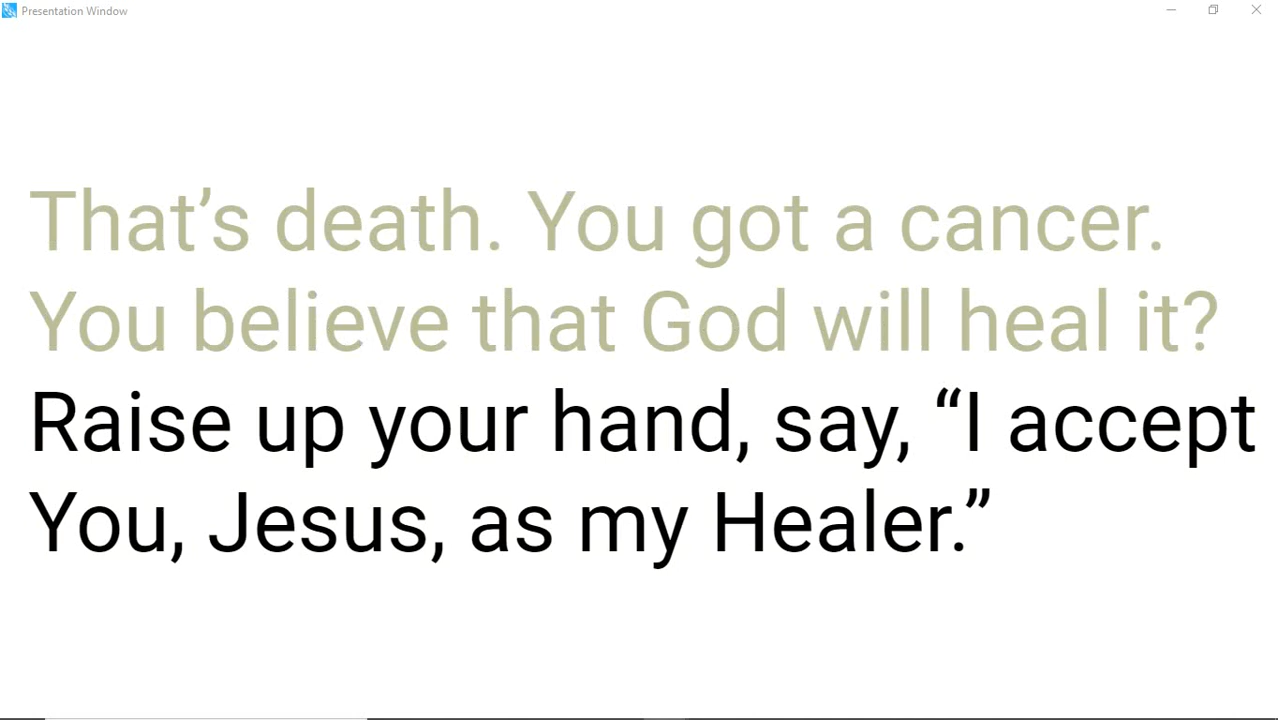 Presentation Window
That’s death. You got a cancer.
You believe that God will heal it?
Raise up your hand, say, “I accept
You, Jesus, as my Healer.”